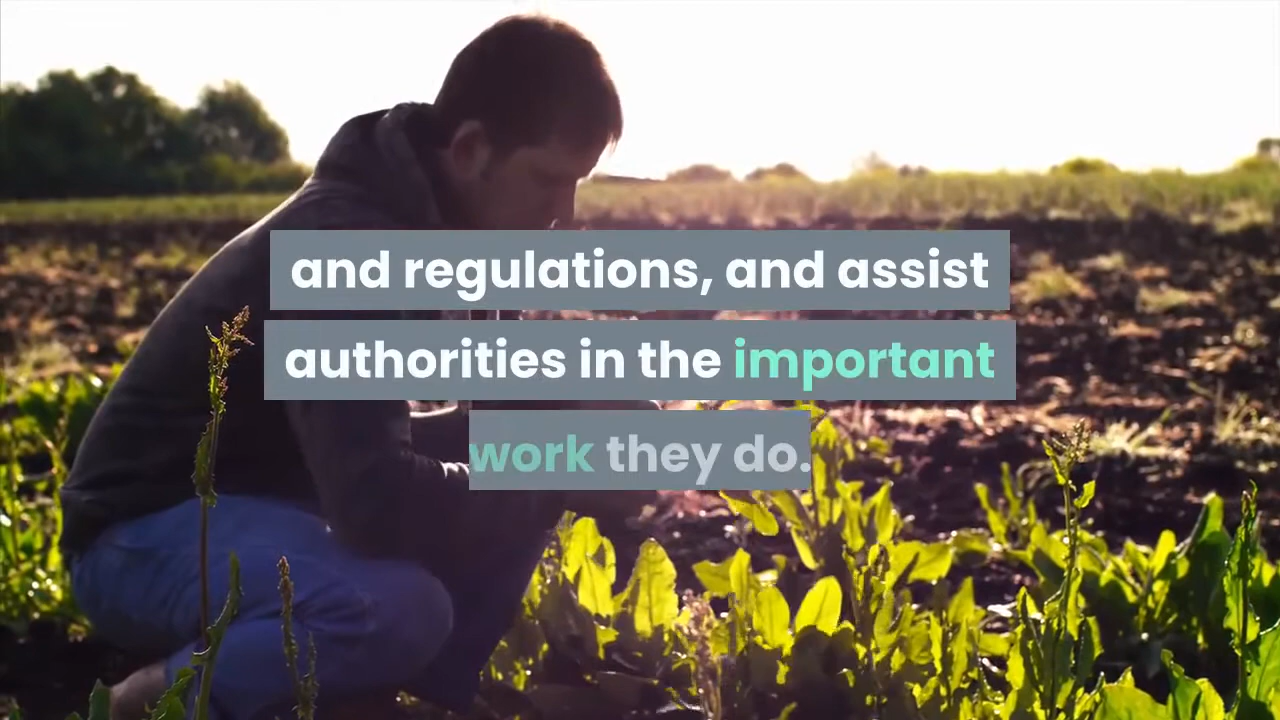 and regulations, and assist
authorities in the important
work they do.